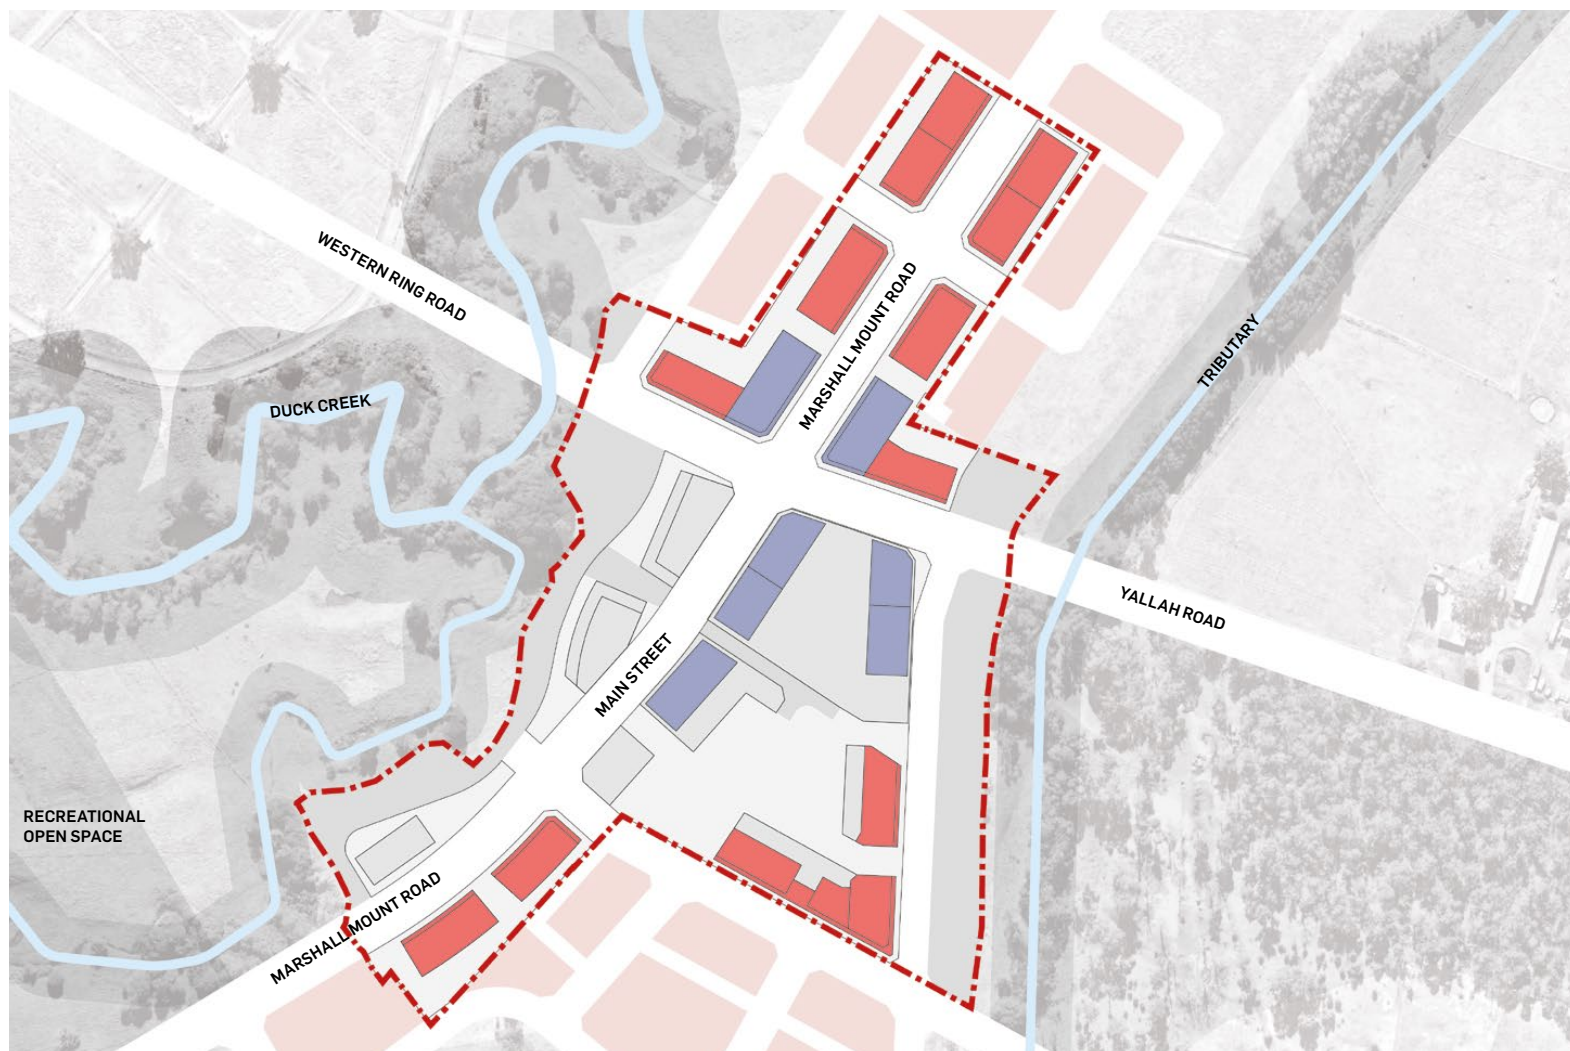 WESTERN RING ROAD
MARSHALL MOUNT ROAD
TRIBUTARY
DUCK CREEK
YALLAH ROAD
MAIN STREET
RECREATIONAL
OPEN SPACE
MARSHALL MOUNT ROAD